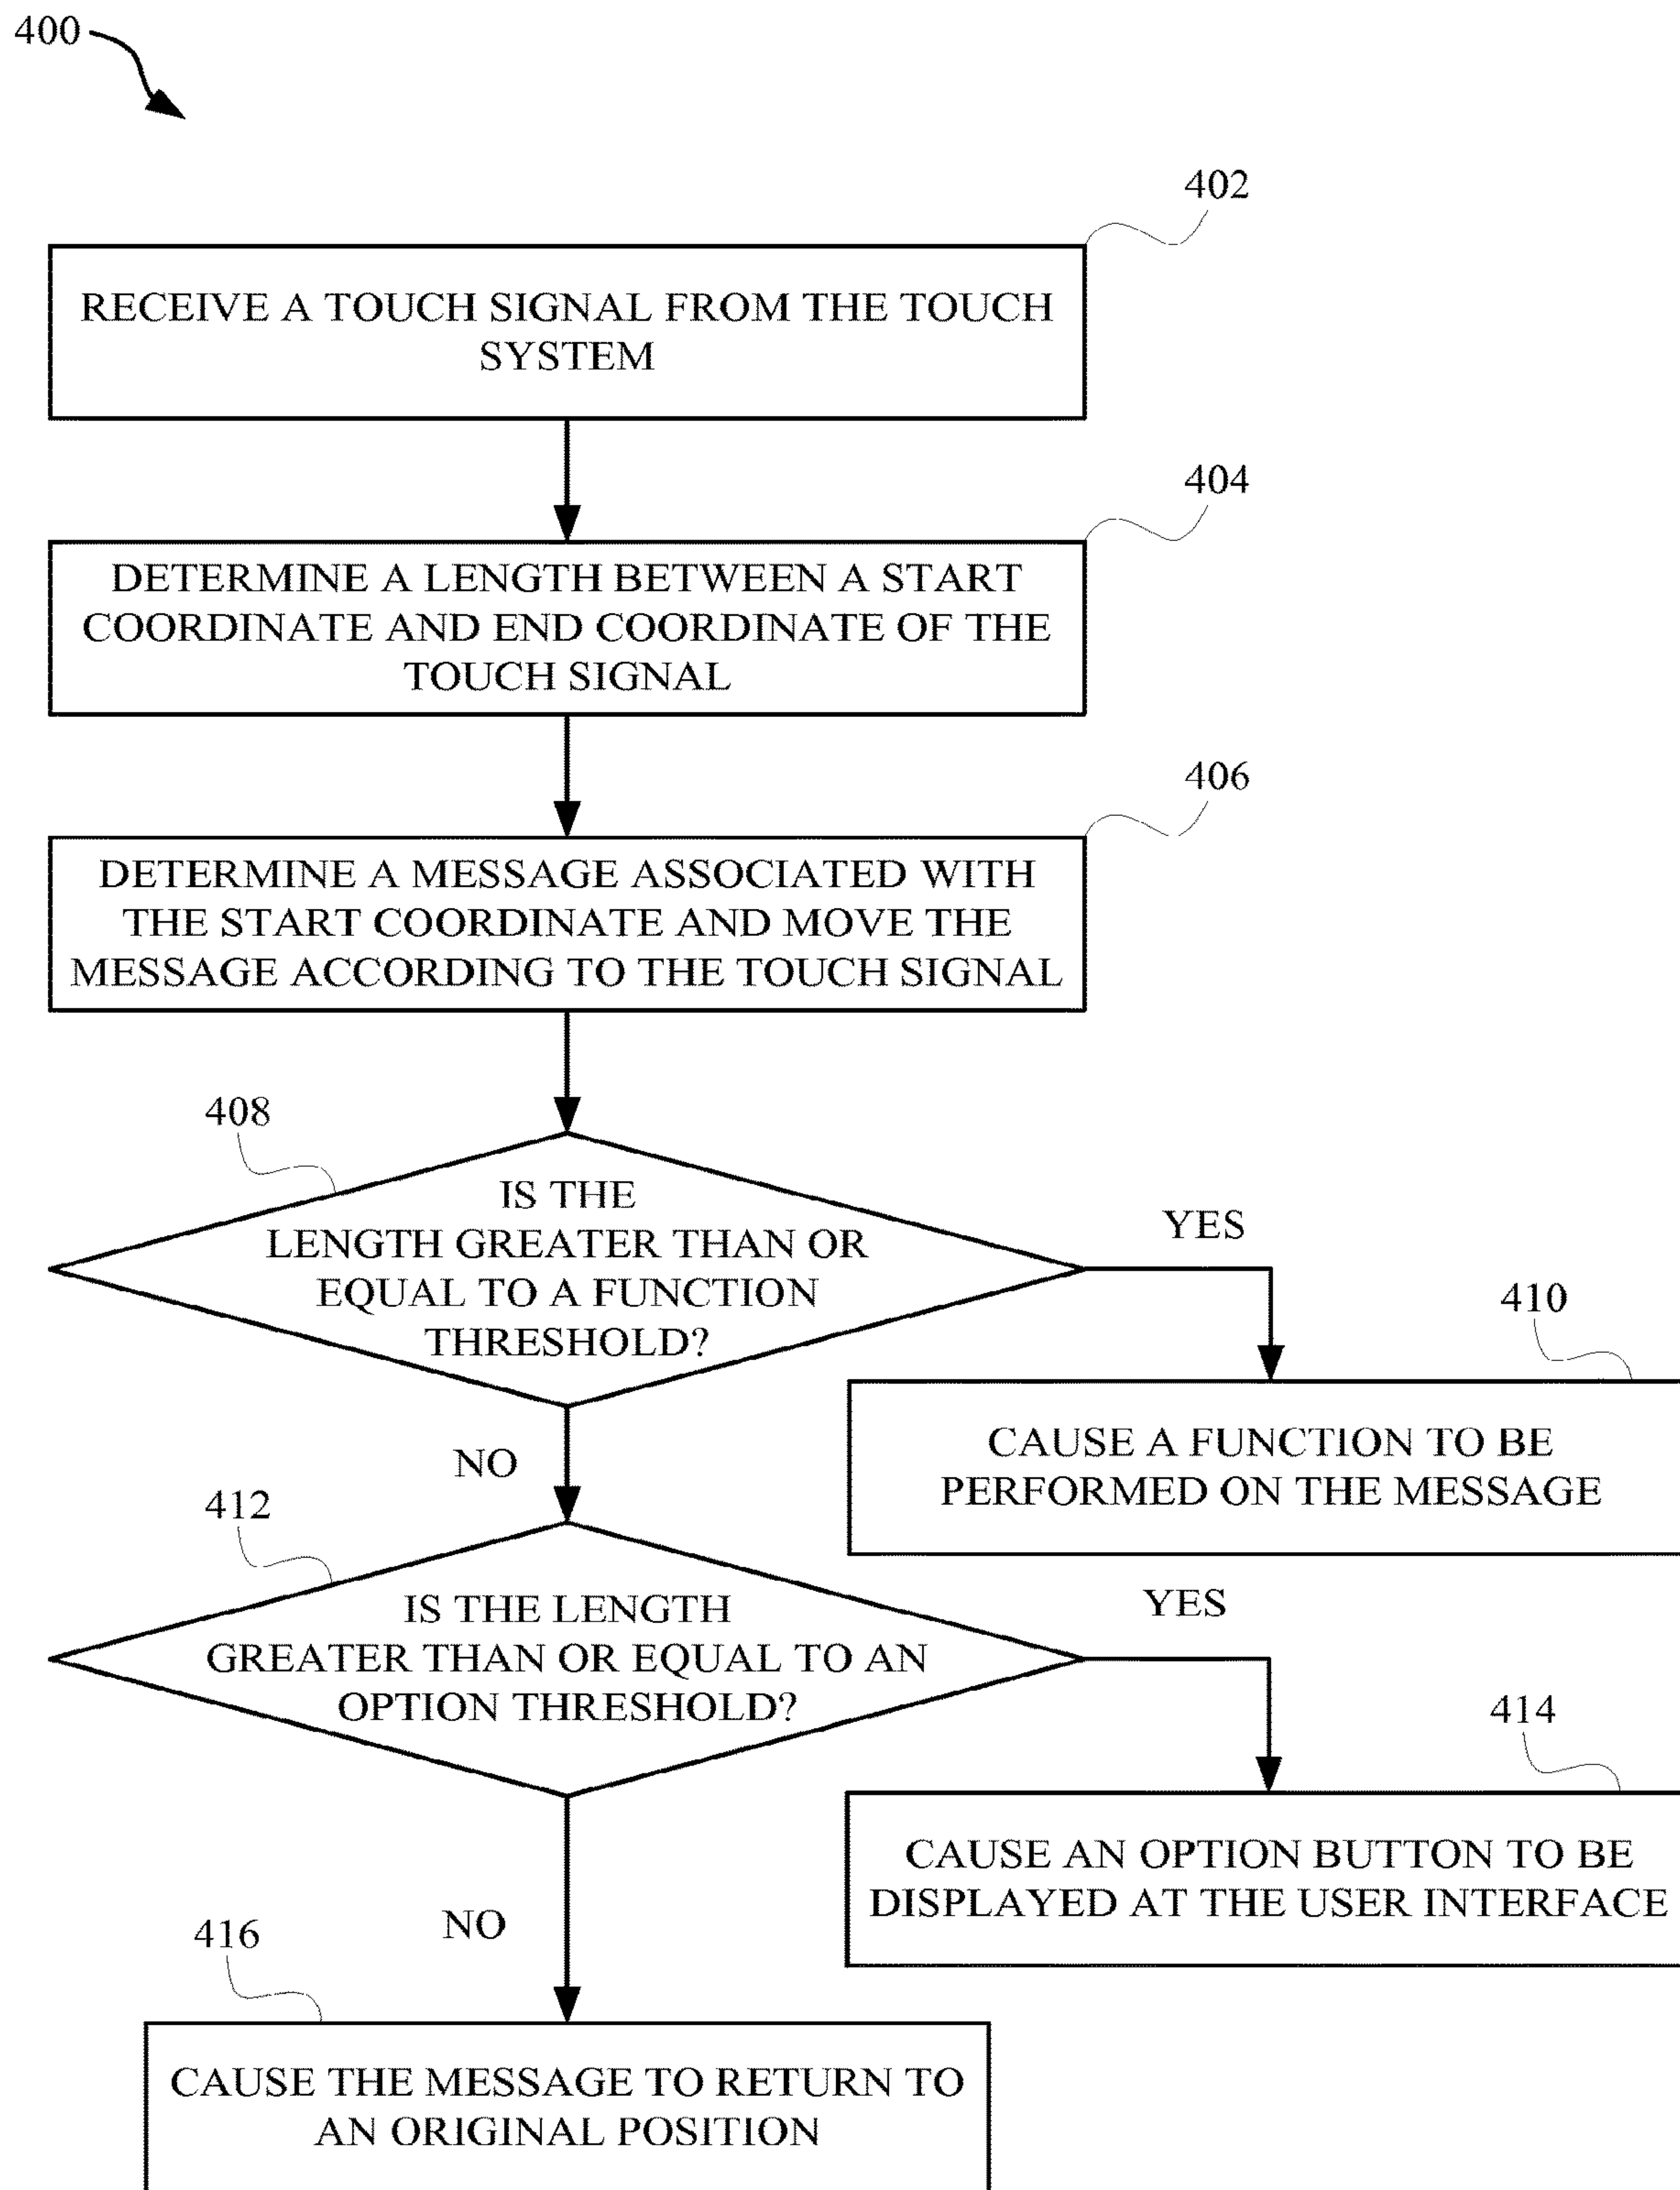 400
402
RECEIVE A TOUCH SIGNAL FROM THE TOUCH
SYSTEM
404
DETERMINE A LENGTH BETWEEN A START
COORDINATE AND END COORDINATE OF THE
TOUCH SIGNAL
406
DETERMINE A MESSAGE ASSOCIATED WITH
THE START COORDINATE AND MOVE THE
MESSAGE ACCORDING TO THE TOUCH SIGNAL
408
IS THE
LENGTH GREATER THAN OR
EQUAL TO A FUNCTION
THRESHOLD?
YES
410
CAUSE A FUNCTION TO BE
PERFORMED ON THE MESSAGE
NO
412
IS THE LENGTH
GREATER THAN OR EQUAL TO AN
OPTION THRESHOLD?
YES
414
CAUSE AN OPTION BUTTON TO BE
DISPLAYED AT THE USER INTERFACE
NO
416
CAUSE THE MESSAGE TO RETURN TO
AN ORIGINAL POSITION